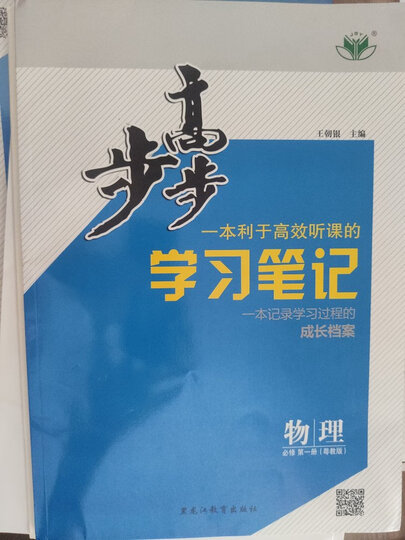 王朝银 主编
步步高
一本利于高效听课的
学习笔记
一本记录学习过程的
成长档案
物理
必修 第一册(粤教版)
黑龙江教育出版社